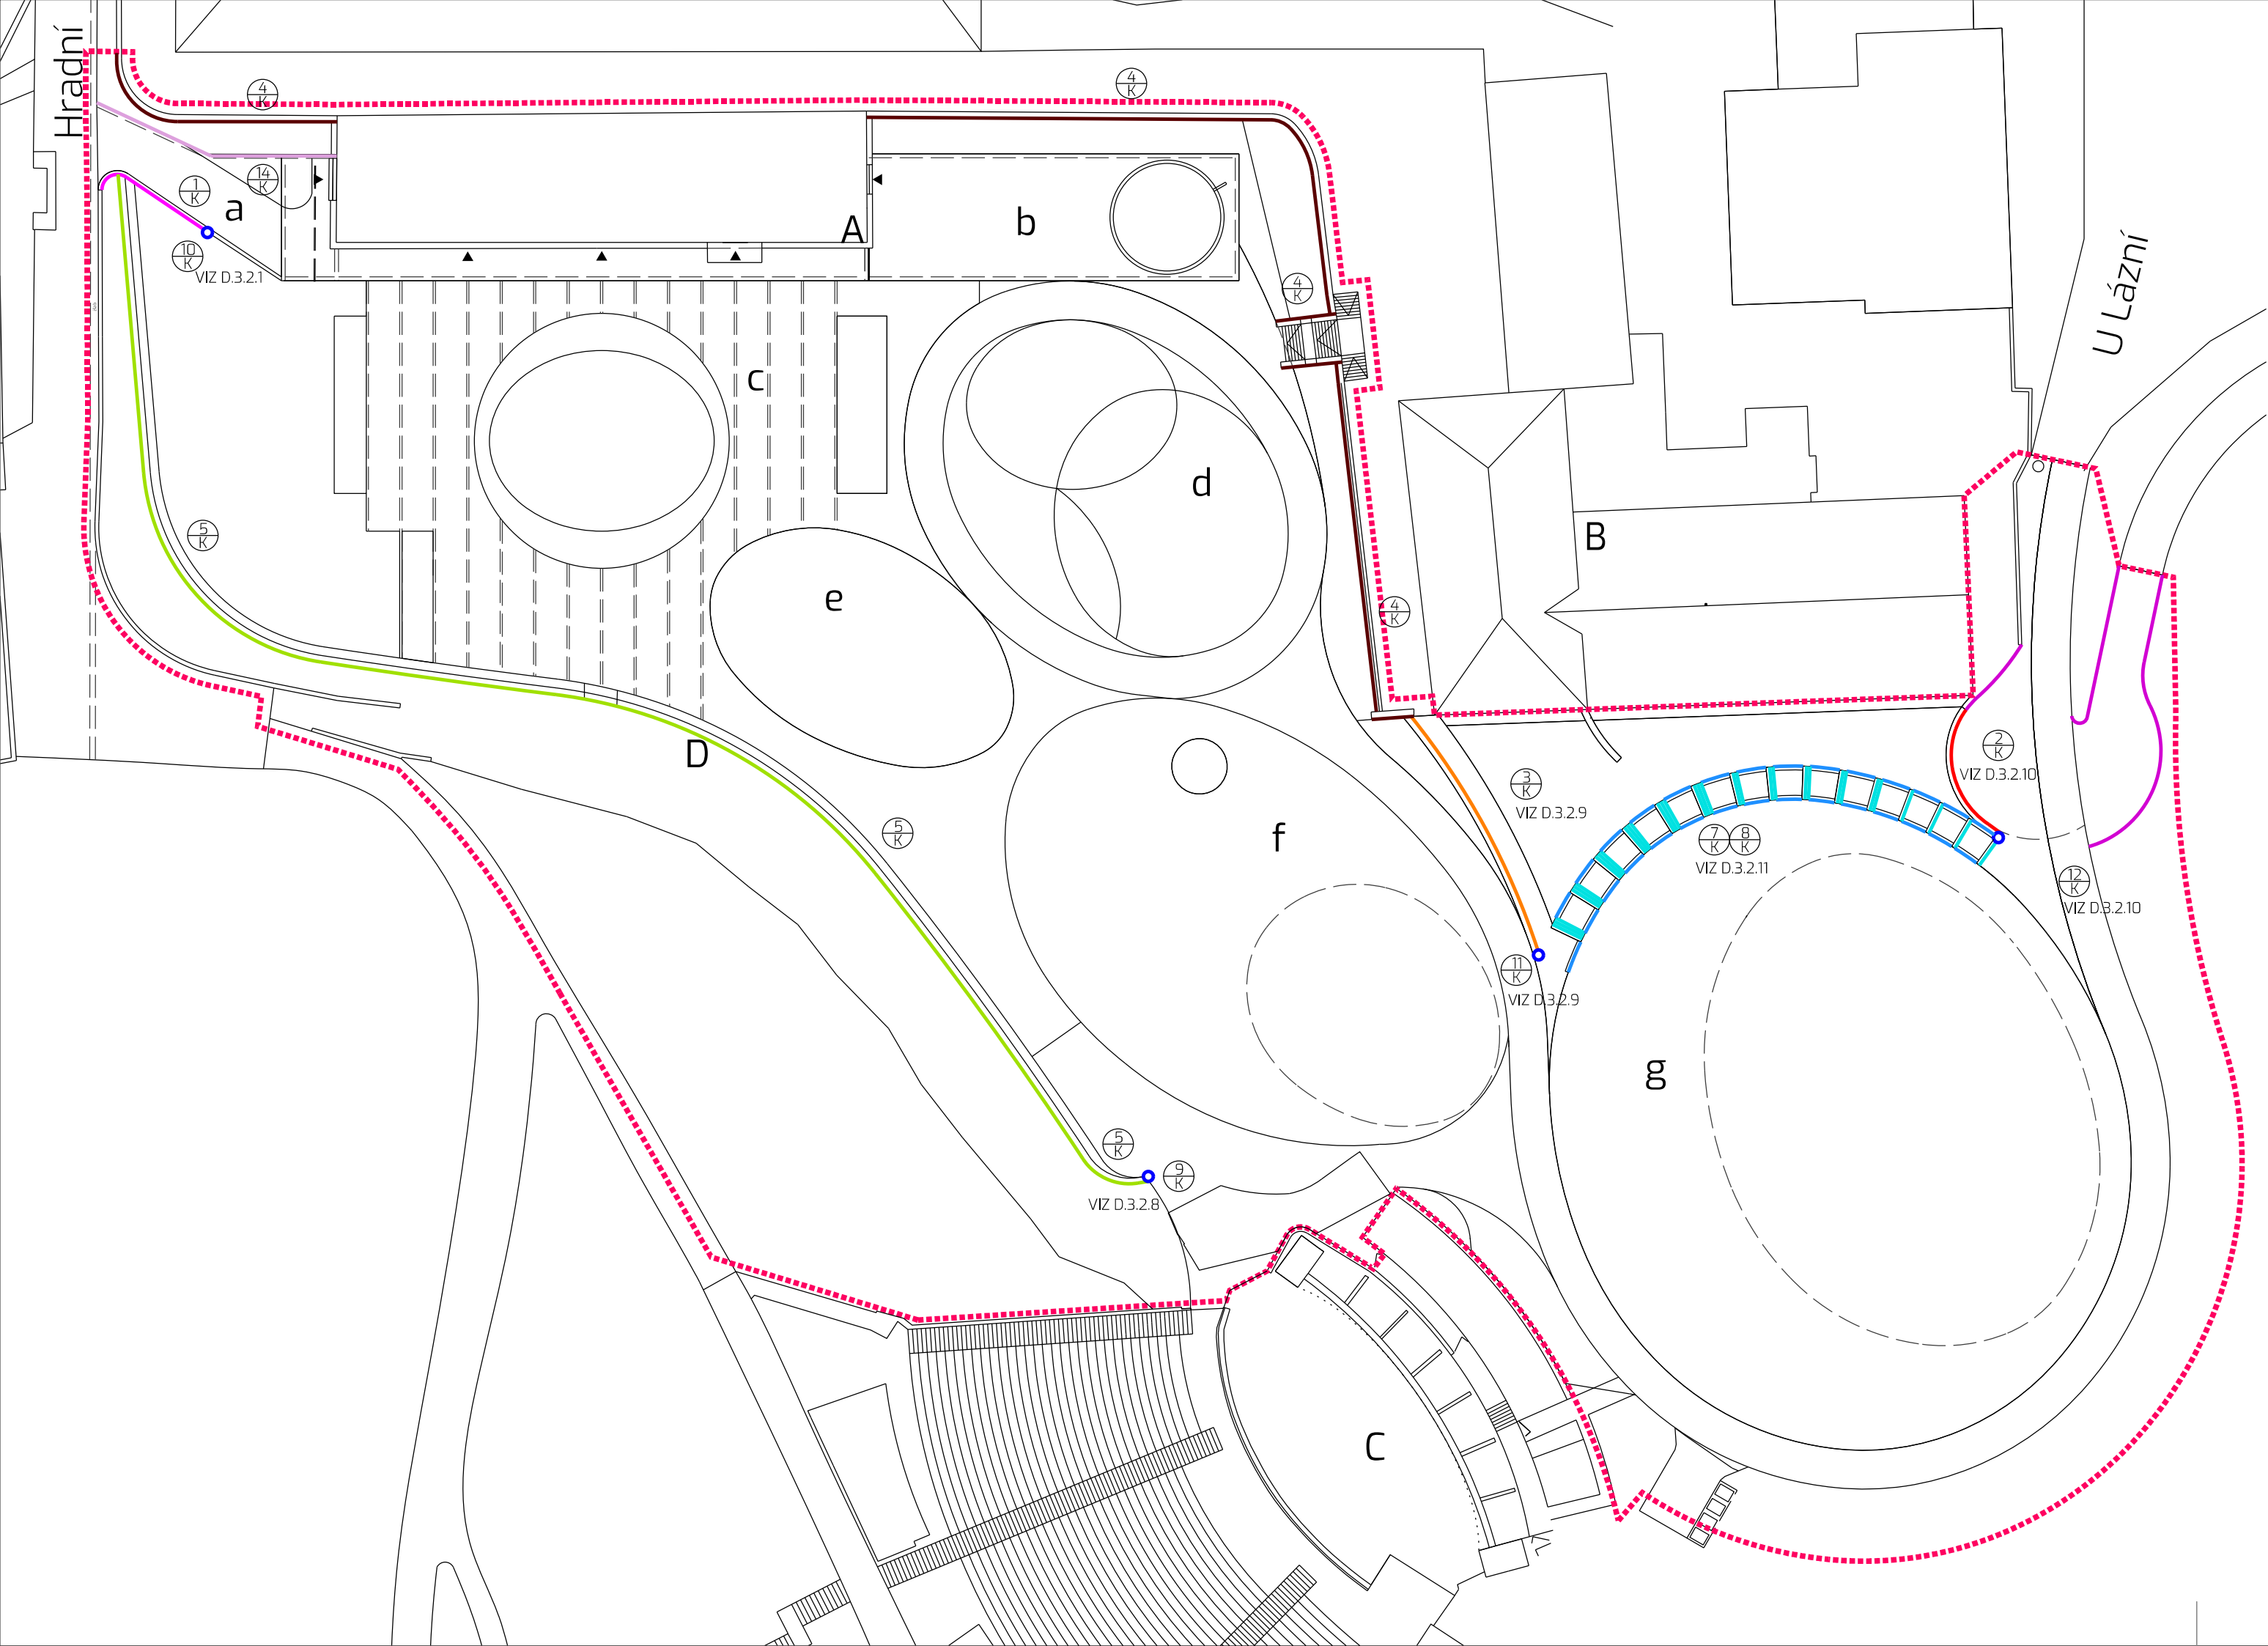 Hradní
4
K
4
K
14
K
1
K
a
A
b
10
K
VIZ D.3.2.1
U Lázní
4
K
c
d
5
K
B
e
4
K
D
2
K
VIZ D.3.2.10
3
K
VIZ D.3.2.9
5
K
f
7
K
8
K
VIZ D.3.2.11
12
K
VIZ D.3.2.10
11
K
VIZ D.3.2.9
g
5
K
9
K
VIZ D.3.2.8
C